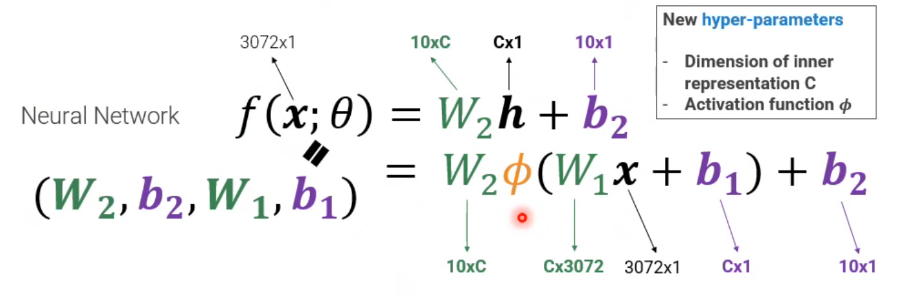 New hyper-parameters
- Dimension of inner
representation C
- Activation function ϕ
3072x1
10xC
Cx1
10x1
Neural Network
f(x; θ) = W₂h + b₂
(W₂, b₂, W₁, b₁)
= W₂ϕ(W₁x + b₁) + b₂
10xC
Cx3072
3072x1
Cx1
10x1